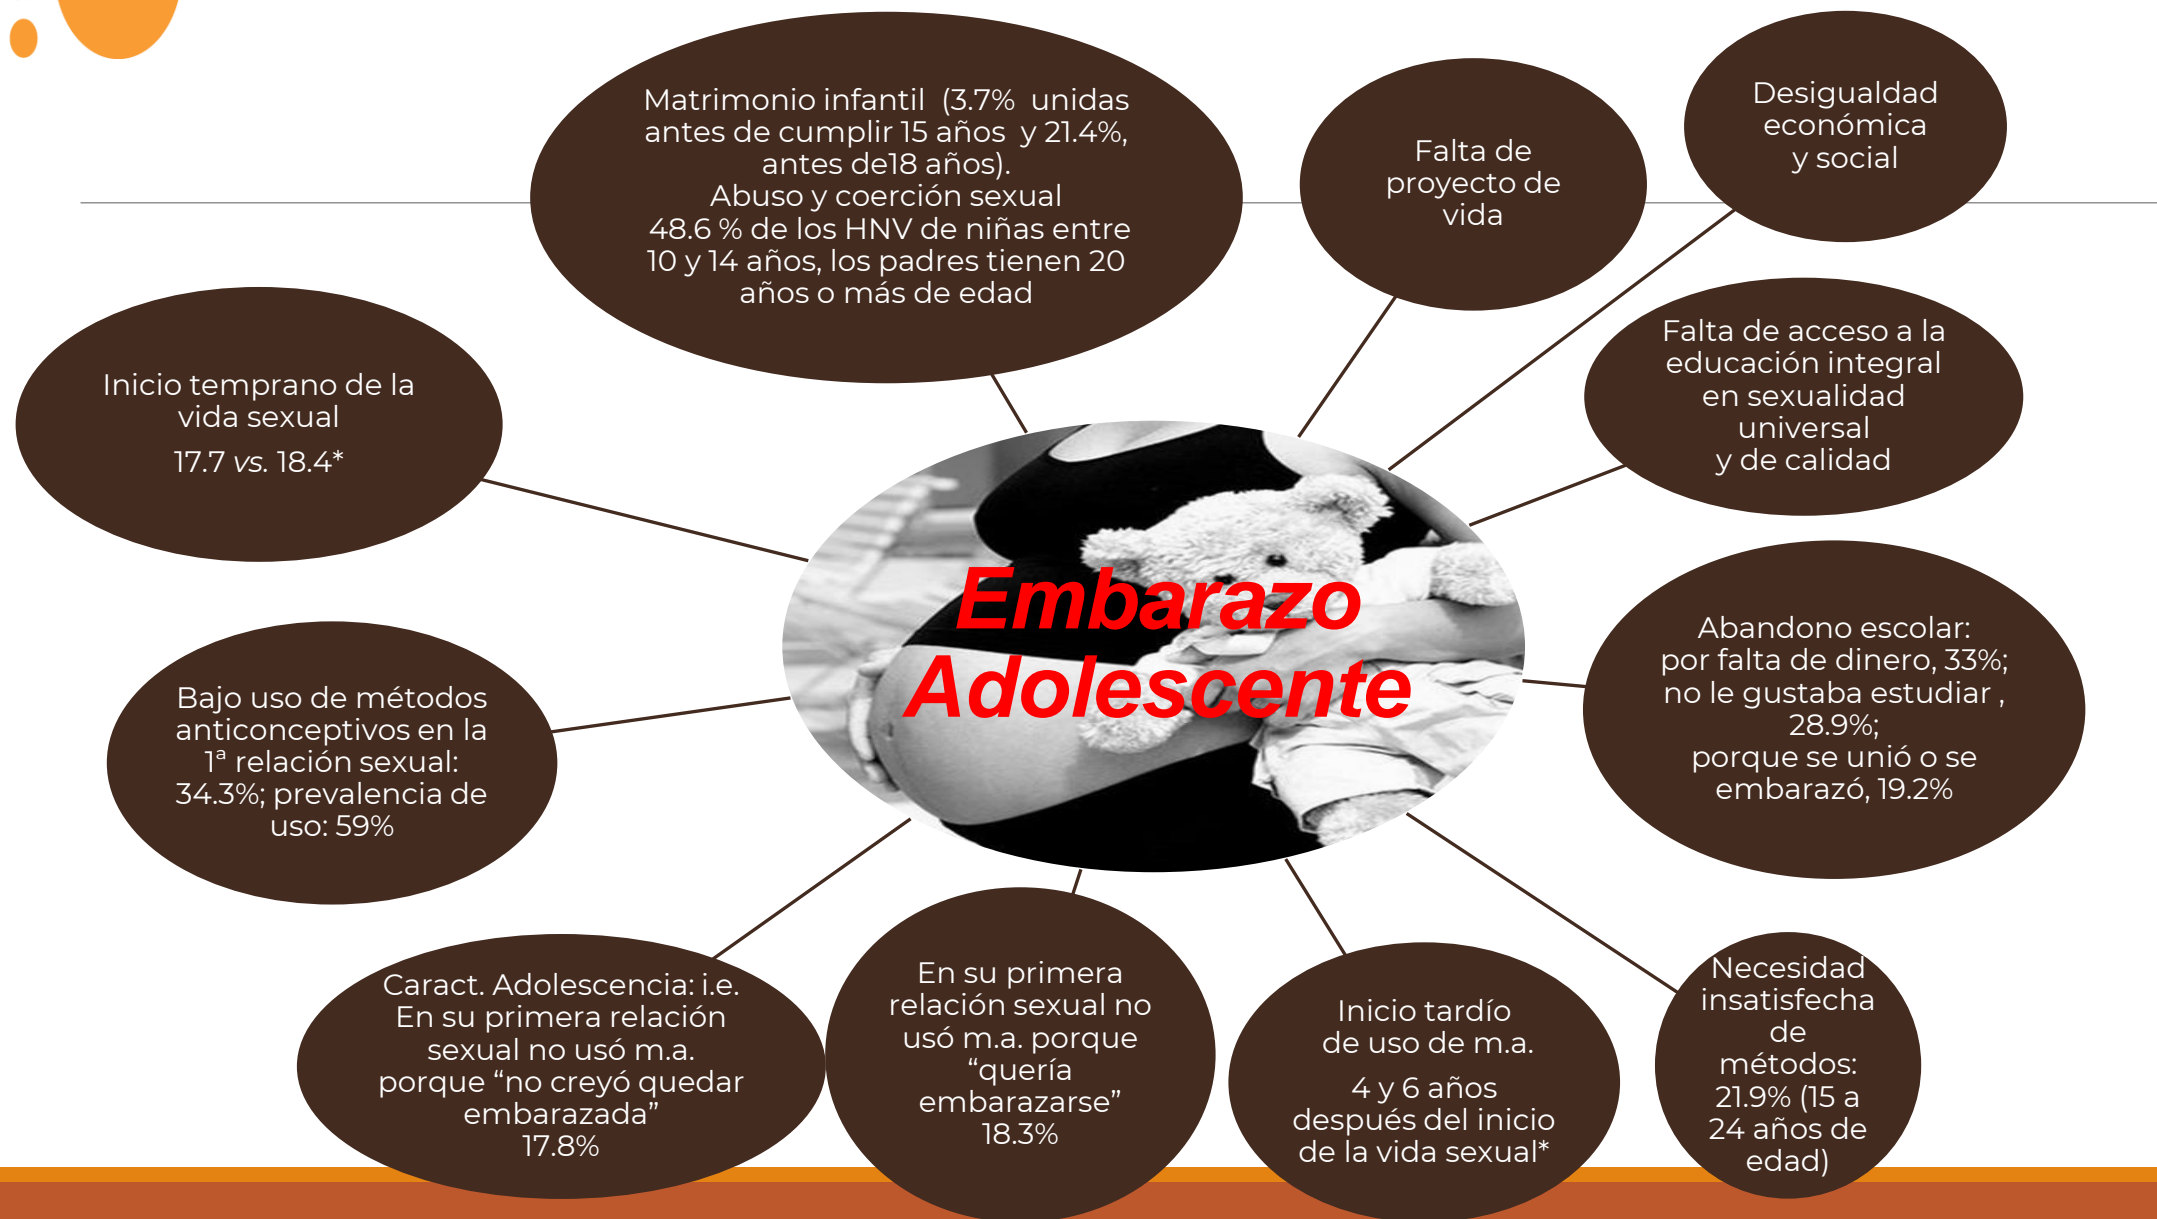 Matrimonio infantil  (3.7%  unidas
antes de cumplir 15 años  y 21.4%,
antes de18 años).
Abuso y coerción sexual
48.6 % de los HNV de niñas entre
10 y 14 años, los padres tienen 20
años o más de edad
Falta de
proyecto de
vida
Desigualdad
económica
y social
Falta de acceso a la
educación integral
en sexualidad
universal
y de calidad
Abandono escolar:
por falta de dinero, 33%;
no le gustaba estudiar ,
28.9%;
porque se unió o se
embarazó, 19.2%
Necesidad
insatisfecha
de
métodos:
21.9% (15 a
24 años de
edad)
Inicio tardío
de uso de m.a.
4 y 6 años
después del inicio
de la vida sexual*
En su primera
relación sexual no
usó m.a. porque
“quería
embarazarse”
18.3%
Caract. Adolescencia: i.e.
En su primera relación
sexual no usó m.a.
porque “no creyó quedar
embarazada”
17.8%
Bajo uso de métodos
anticonceptivos en la
1ª relación sexual:
34.3%; prevalencia de
uso: 59%
Inicio temprano de la
vida sexual
17.7 vs. 18.4*
Embarazo
Adolescente